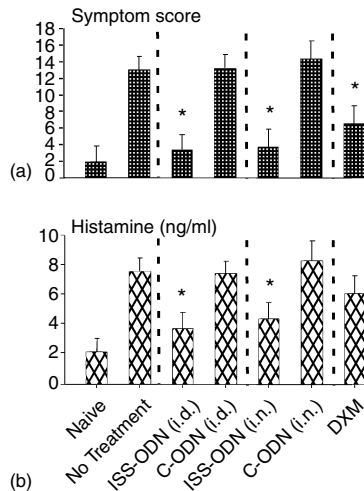 Symptom score
18
16
14
12
10
8
6
4
2
0
*
*
*
(a)
Histamine (ng/ml)
10
8
6
4
2
0
*
*
Naive
No Treatment
ISS-ODN (i.d.)
C-ODN (i.d.)
ISS-ODN (i.n.)
C-ODN (i.n.)
DXM
(b)